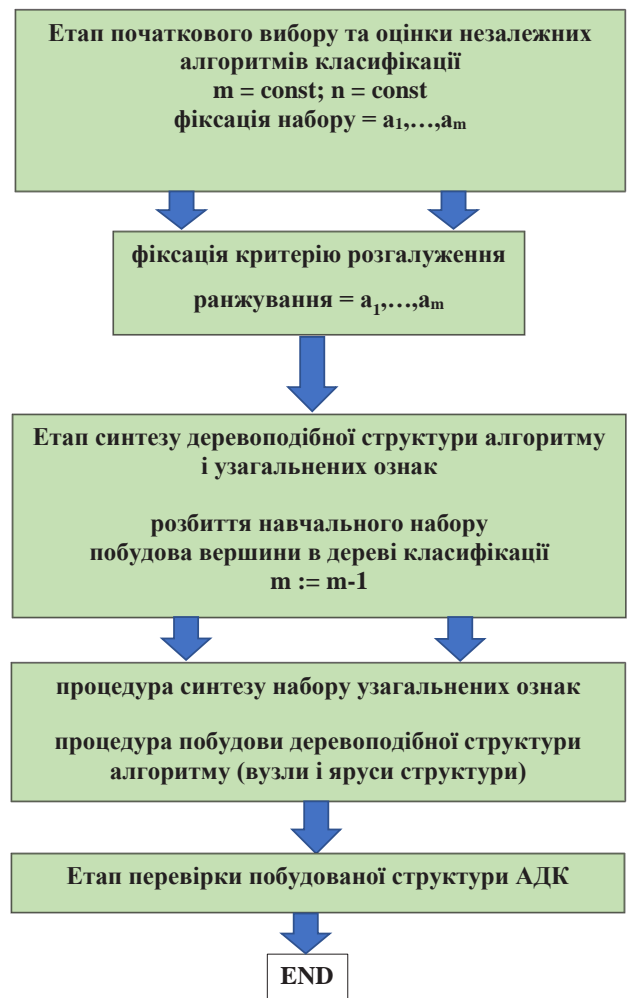 Етап початкового вибору та оцінки незалежних
алгоритмів класифікації
m = const; n = const
фіксація набору = a₁,…,aₘ
фіксація критерію розгалуження
ранжування = a₁,…,aₘ
Етап синтезу деревоподібної структури алгоритму
і узагальнених ознак
розбиття навчального набору
побудова вершини в дереві класифікації
m := m-1
процедура синтезу набору узагальнених ознак
процедура побудови деревоподібної структури
алгоритму (вузли і яруси структури)
Етап перевірки побудованої структури АДК
END